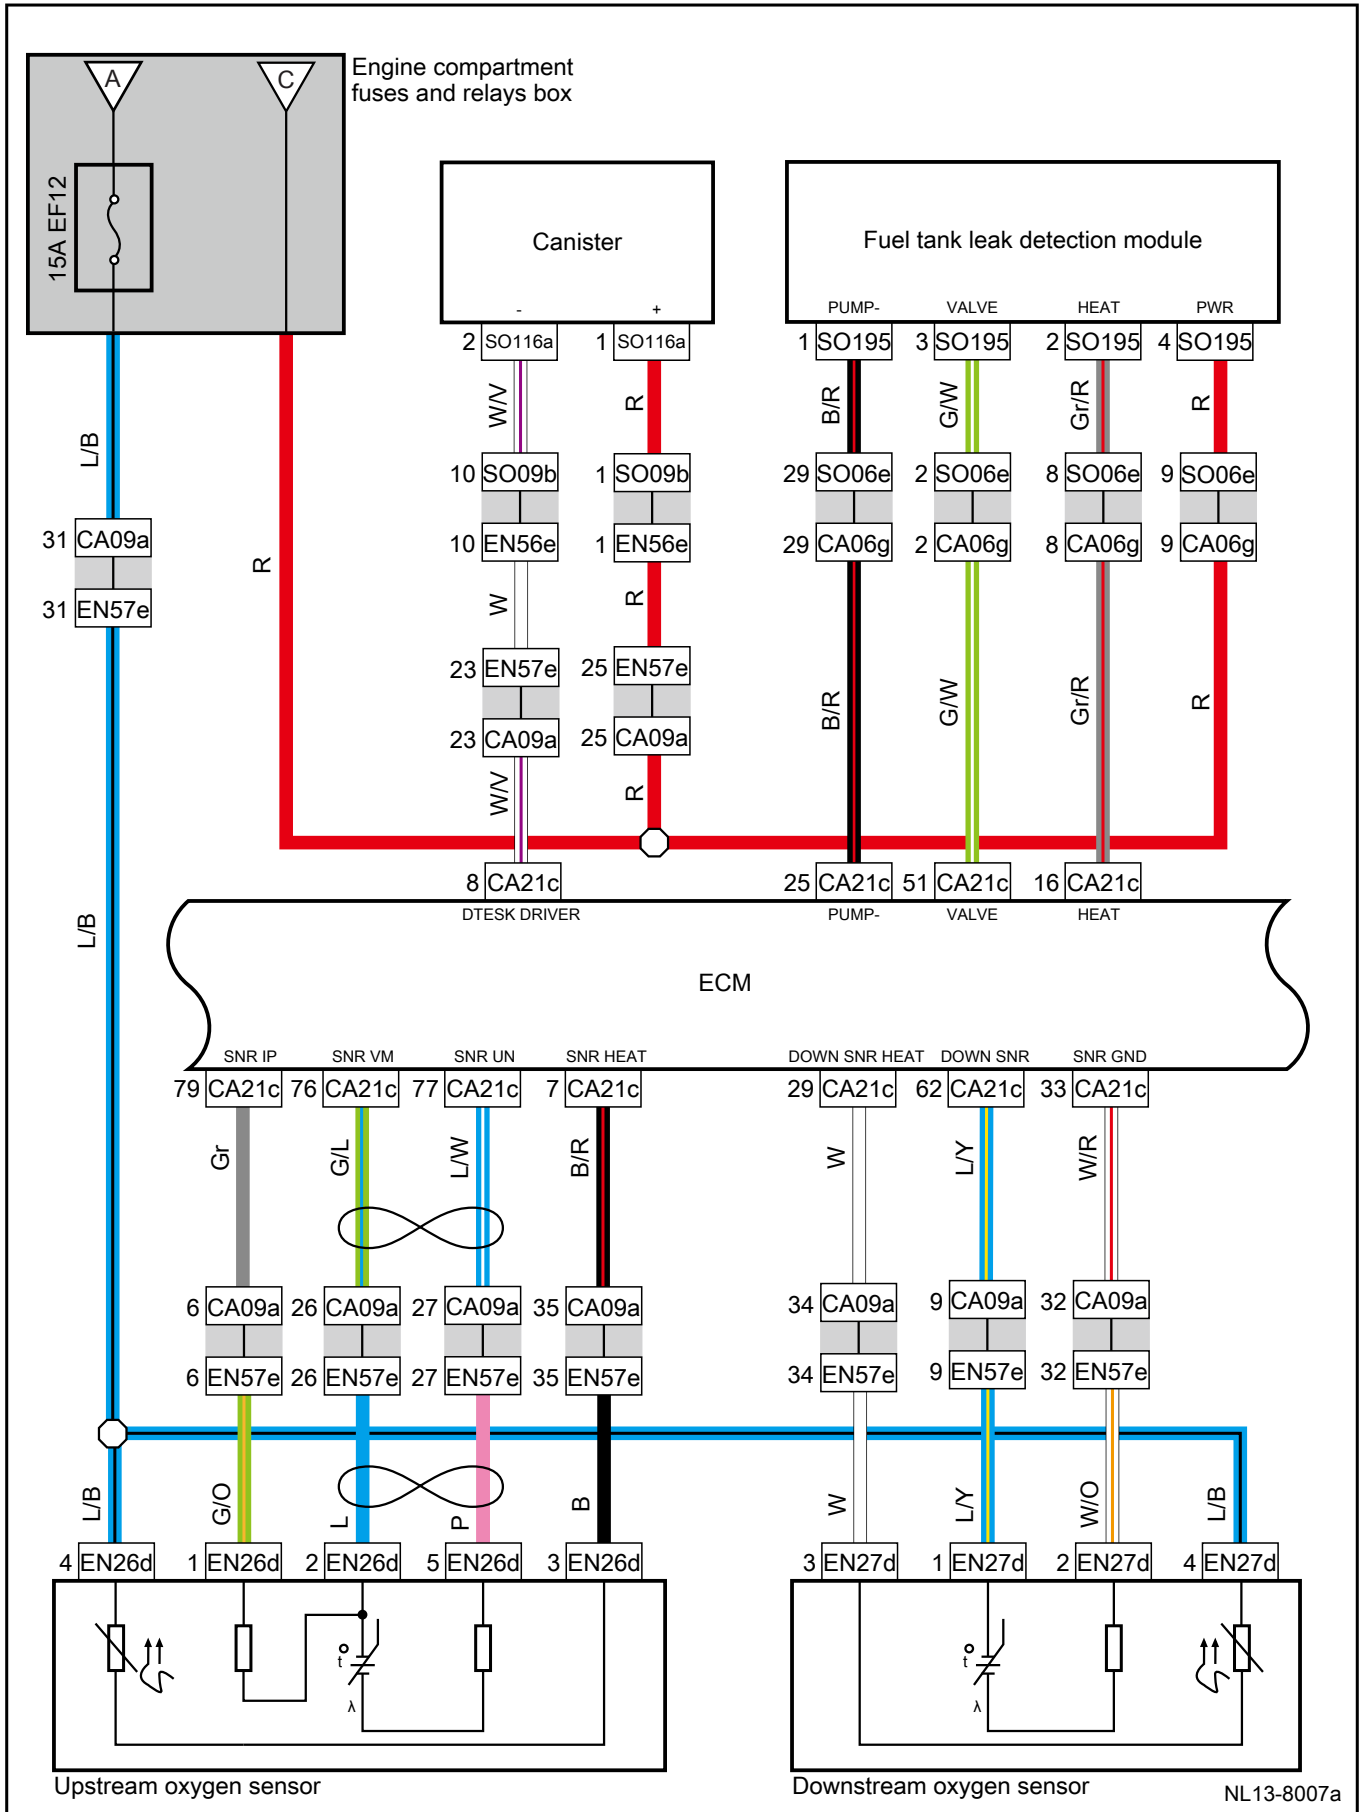 A
C
Engine compartment
fuses and relays box
15A EF12
Canister
- +
Fuel tank leak detection module
PUMP- VALVE HEAT PWR
2 SO116a 1 SO116a 1 SO195 3 SO195 2 SO195 4 SO195
L/B W/V R B/R G/W Gr/R R
10 SO09b 1 SO09b 29 SO06e 2 SO06e 8 SO06e 9 SO06e
31 CA09a 10 EN56e 1 EN56e 29 CA06g 2 CA06g 8 CA06g 9 CA06g
31 EN57e
R W R
23 EN57e 25 EN57e
B/R G/W Gr/R R
23 CA09a 25 CA09a
W/V R
8 CA21c 25 CA21c 51 CA21c 16 CA21c
DTESK DRIVER PUMP- VALVE HEAT
L/B
ECM
SNR IP SNR VM SNR UN SNR HEAT DOWN SNR HEAT DOWN SNR SNR GND
79 CA21c 76 CA21c 77 CA21c 7 CA21c 29 CA21c 62 CA21c 33 CA21c
Gr G/L L/W B/R W L/Y W/R
6 CA09a 26 CA09a 27 CA09a 35 CA09a 34 CA09a 9 CA09a 32 CA09a
6 EN57e 26 EN57e 27 EN57e 35 EN57e 34 EN57e 9 EN57e 32 EN57e
L/B G/O L P B W L/Y W/O L/B
4 EN26d 1 EN26d 2 EN26d 5 EN26d 3 EN26d 3 EN27d 1 EN27d 2 EN27d 4 EN27d
t t
λ λ
Upstream oxygen sensor
Downstream oxygen sensor
NL13-8007a